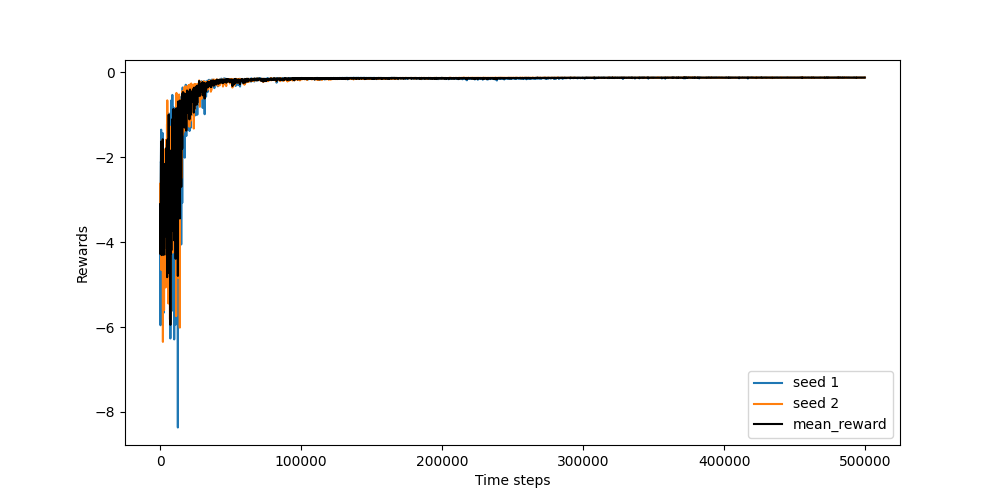 0
−2
−4
−6
−8
Rewards
seed 1
seed 2
mean_reward
0
100000
200000
300000
400000
500000
Time steps